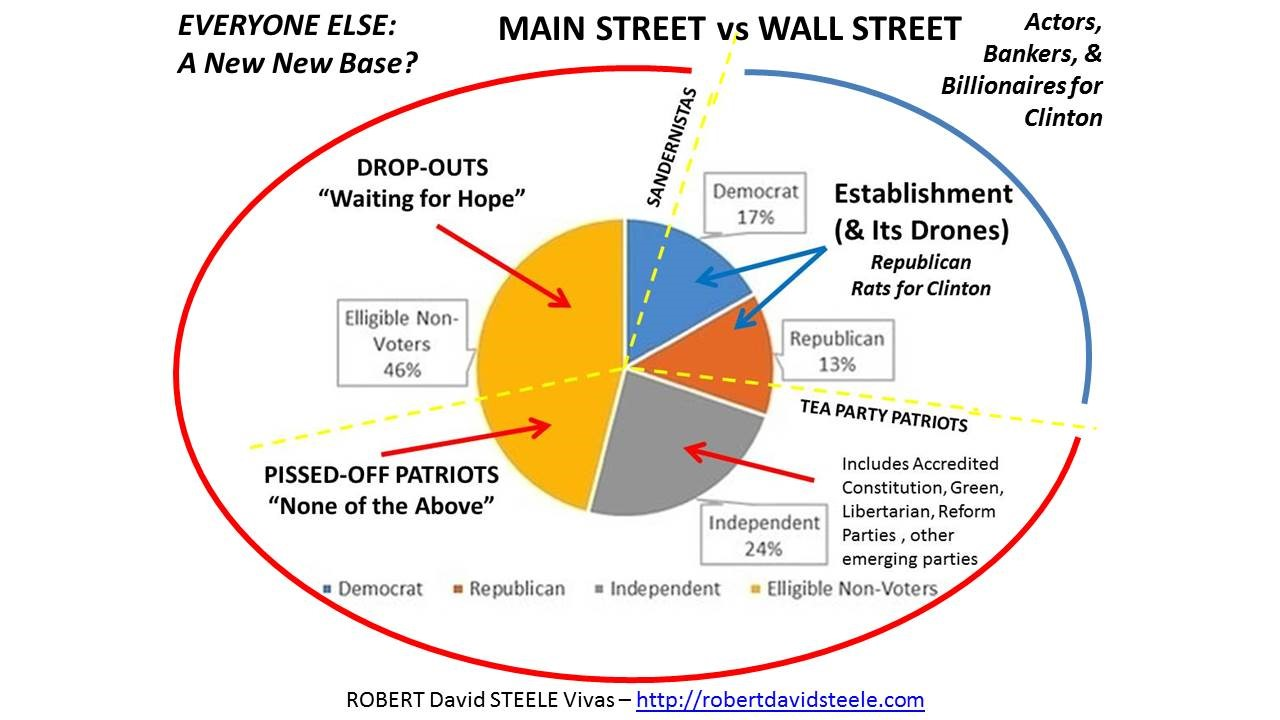 EVERYONE ELSE:
A New New Base?
MAIN STREET vs WALL STREET
Actors,
Bankers, &
Billionaires for
Clinton
SANDERNISTAS
DROP-OUTS
“Waiting for Hope”
Democrat
17%
Establishment
(& Its Drones)
Republican
Rats for Clinton
Elligible Non-
Voters
46%
Republican
13%
TEA PARTY PATRIOTS
PISSED-OFF PATRIOTS
“None of the Above”
Includes Accredited
Constitution, Green,
Libertarian, Reform
Parties , other
emerging parties
Independent
24%
Democrat
Republican
Independent
Elligible Non-Voters
ROBERT David STEELE Vivas – http://robertdavidsteele.com